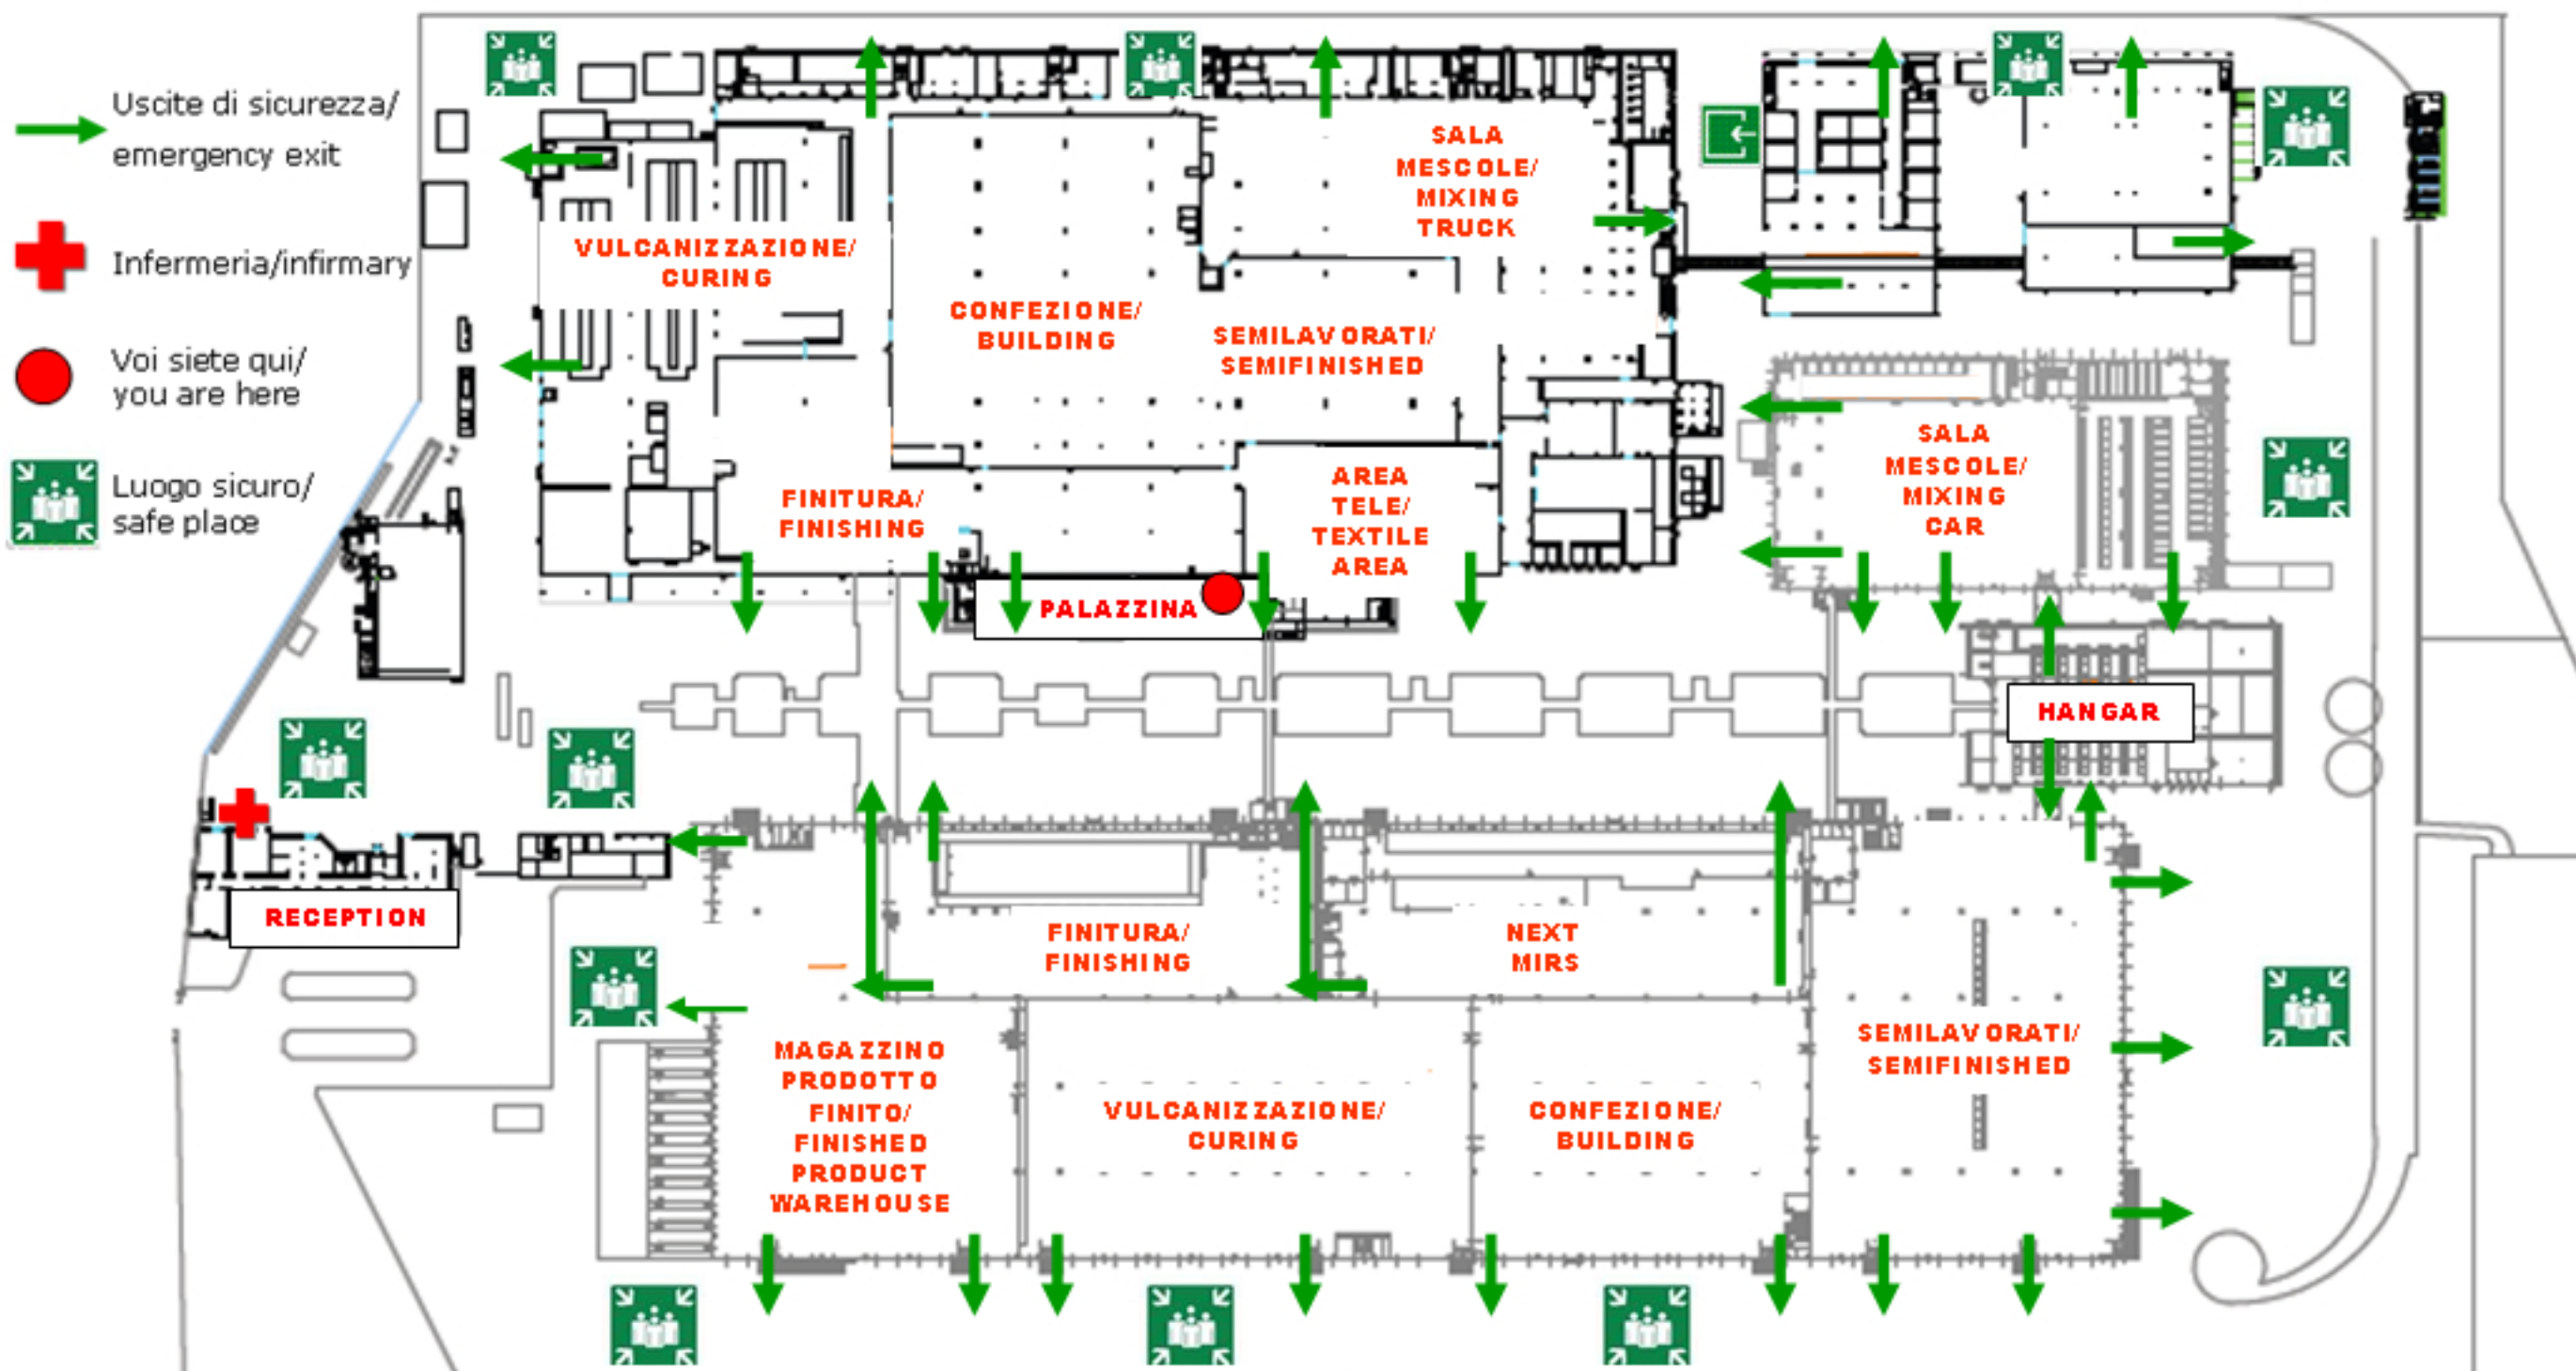 Uscite di sicurezza/
emergency exit
Infermeria/infirmary
Voi siete qui/
you are here
Luogo sicuro/
safe place
VULCANIZZAZIONE/
CURING
CONFEZIONE/
BUILDING
SALA
MESCOLE/
MIXING
TRUCK
SEMILAVORATI/
SEMIFINISHED
FINITURA/
FINISHING
AREA
TELE/
TEXTILE
AREA
PALAZZINA
SALA
MESCOLE/
MIXING
CAR
HANGAR
RECEPTION
FINITURA/
FINISHING
NEXT
MIRS
MAGAZZINO
PRODOTTO
FINITO/
FINISHED
PRODUCT
WAREHOUSE
VULCANIZZAZIONE/
CURING
CONFEZIONE/
BUILDING
SEMILAVORATI/
SEMIFINISHED